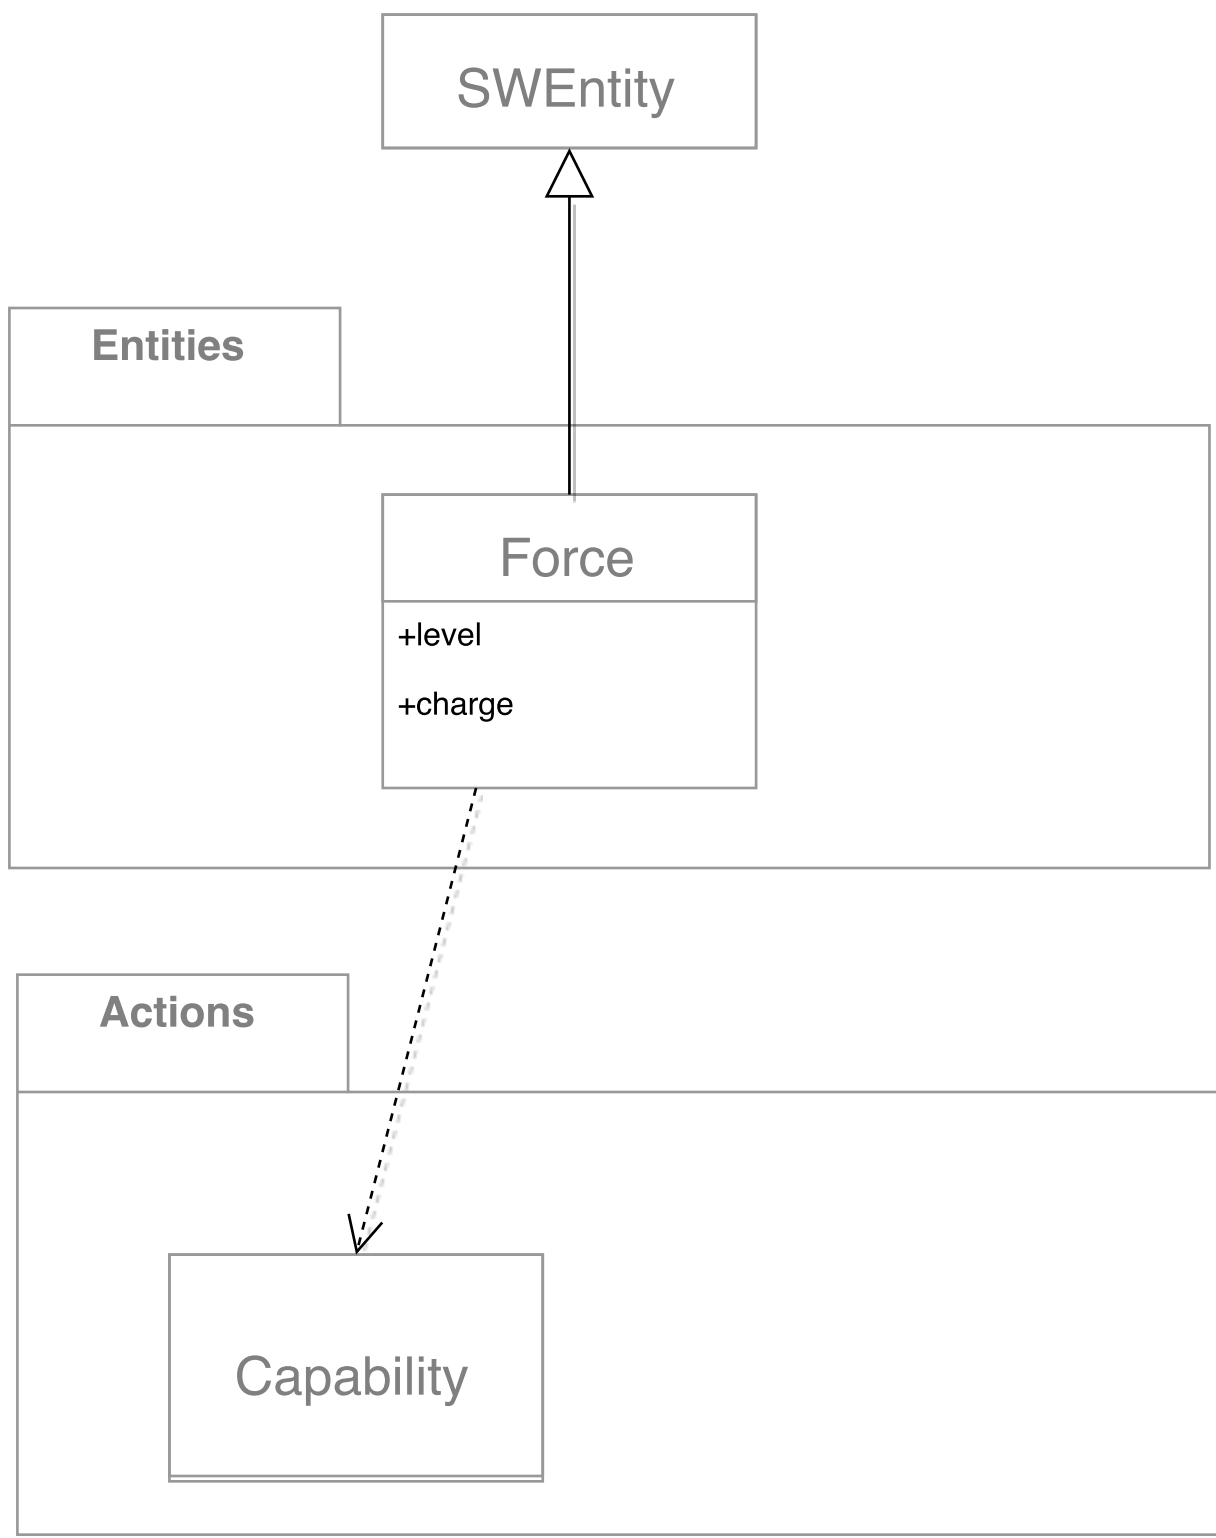 SWEntity
Entities
Force
+level
+charge
Actions
Capability